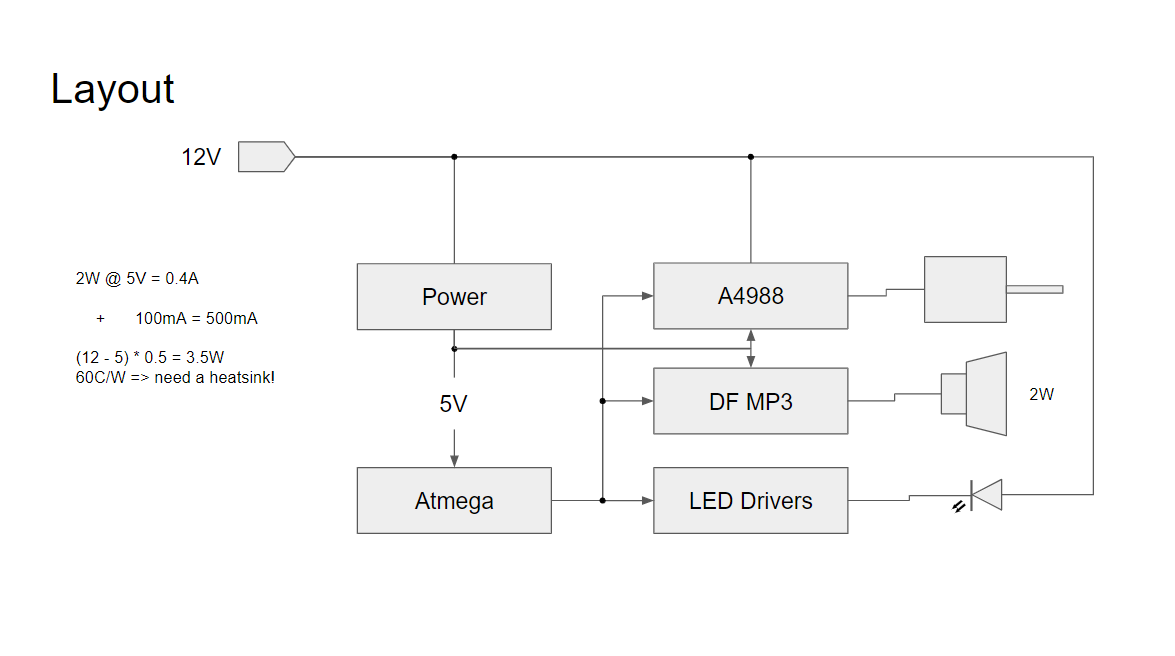 Layout
12V
2W @ 5V = 0.4A
+ 100mA = 500mA
(12 - 5) * 0.5 = 3.5W
60C/W => need a heatsink!
Power
A4988
5V
DF MP3
2W
Atmega
LED Drivers